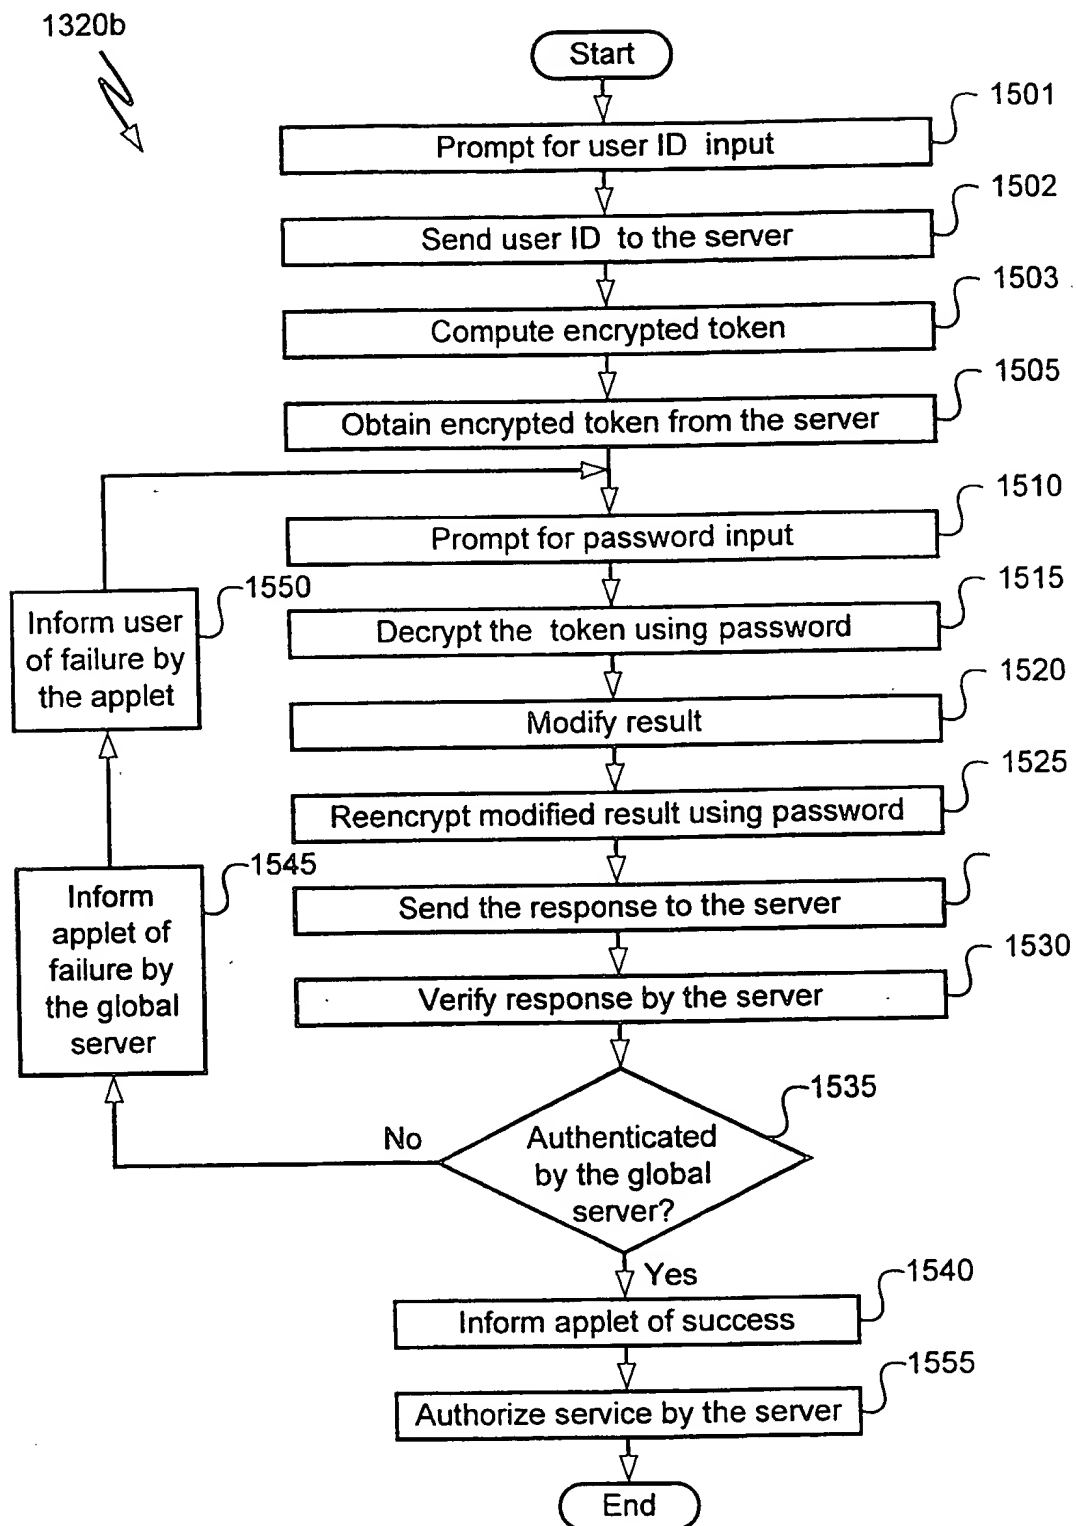 1320b
Start
1501
Prompt for user ID input
1502
Send user ID to the server
1503
Compute encrypted token
1505
Obtain encrypted token from the server
1510
Prompt for password input
1515
Decrypt the token using password
1520
Modify result
1525
Reencrypt modified result using password
Send the response to the server
1530
Verify response by the server
1535
Authenticated
by the global
server?
No
1545
Inform
applet of
failure by
the global
server
1550
Inform user
of failure by
the applet
Yes
1540
Inform applet of success
1555
Authorize service by the server
End